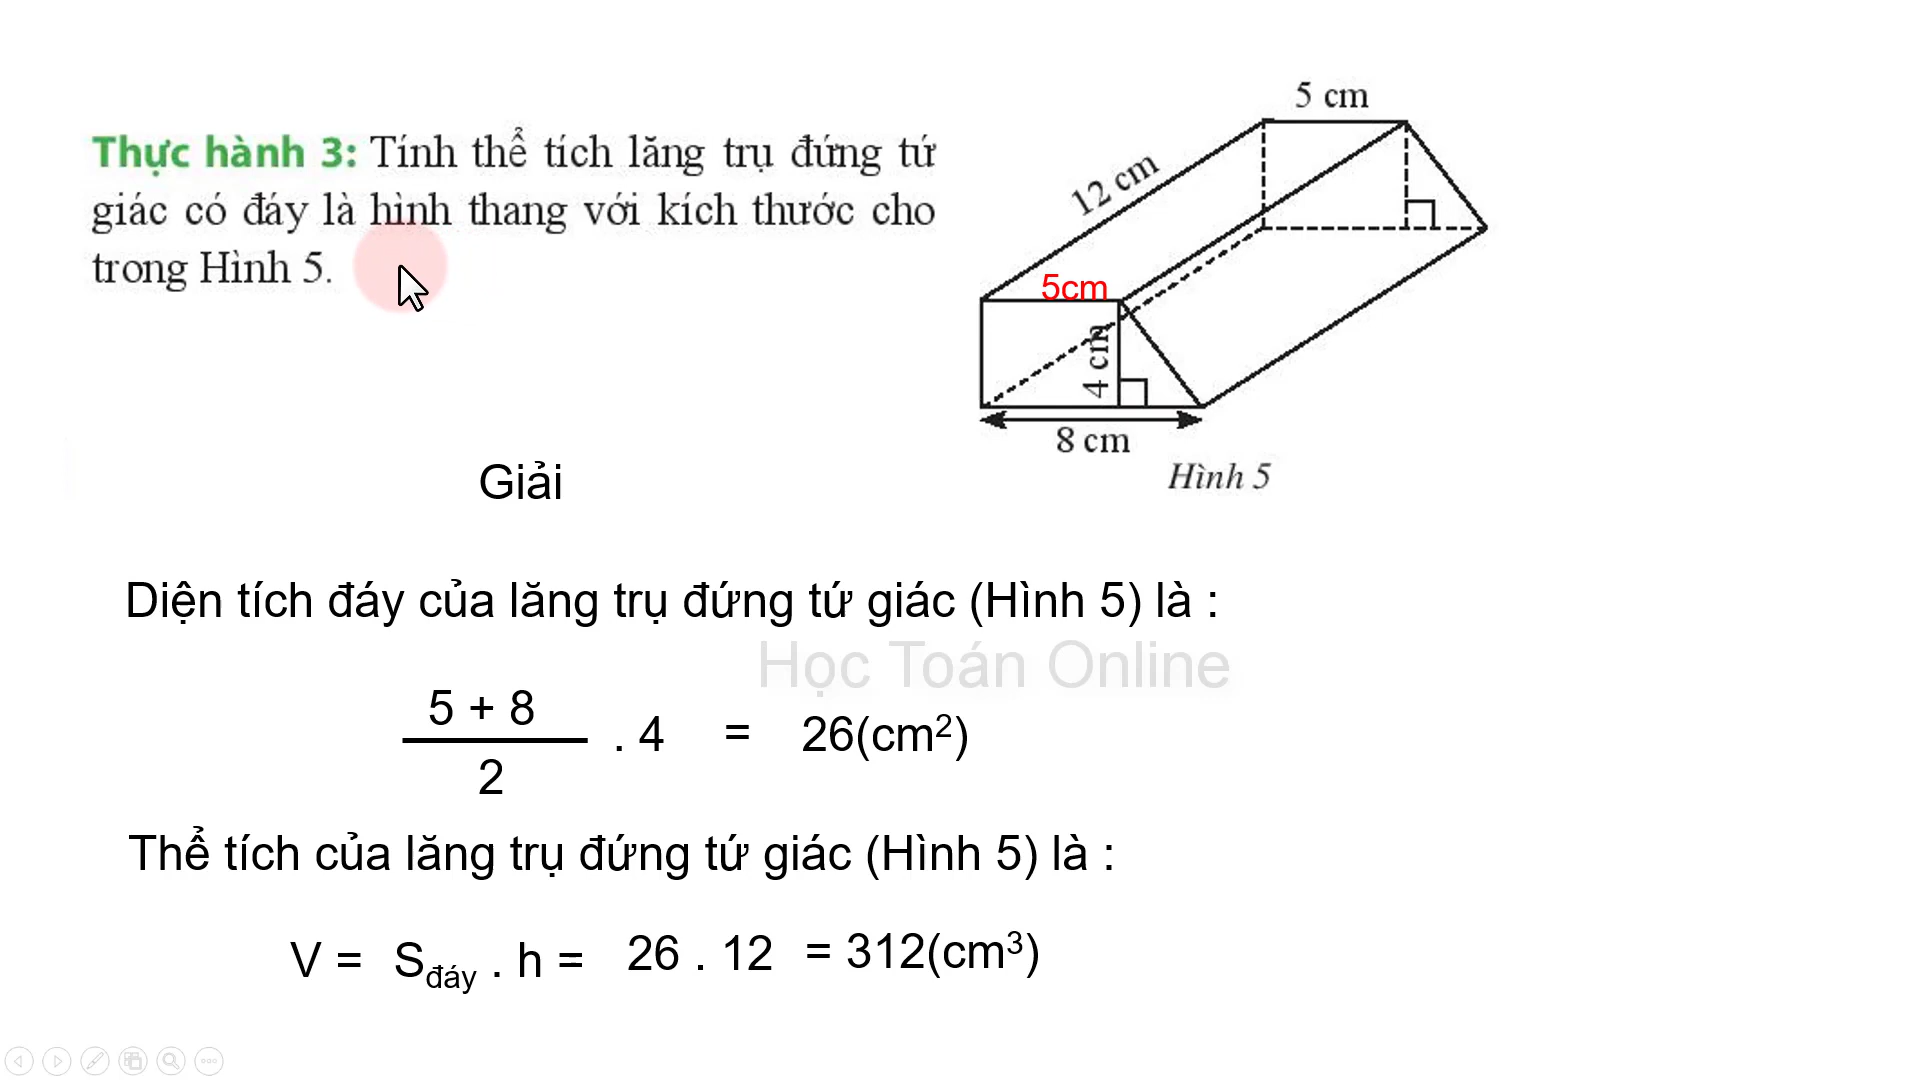 Thực hành 3: Tính thể tích lăng trụ đứng tứ
giác có đáy là hình thang với kích thước cho
trong Hình 5.
5 cm
12 cm
5cm
4 cm
8 cm
Hình 5
Giải
Diện tích đáy của lăng trụ đứng tứ giác (Hình 5) là :
Học Toán Online
5 + 8
2
. 4 = 26(cm²)
Thể tích của lăng trụ đứng tứ giác (Hình 5) là :
V = Sđáy . h = 26 . 12 = 312(cm³)